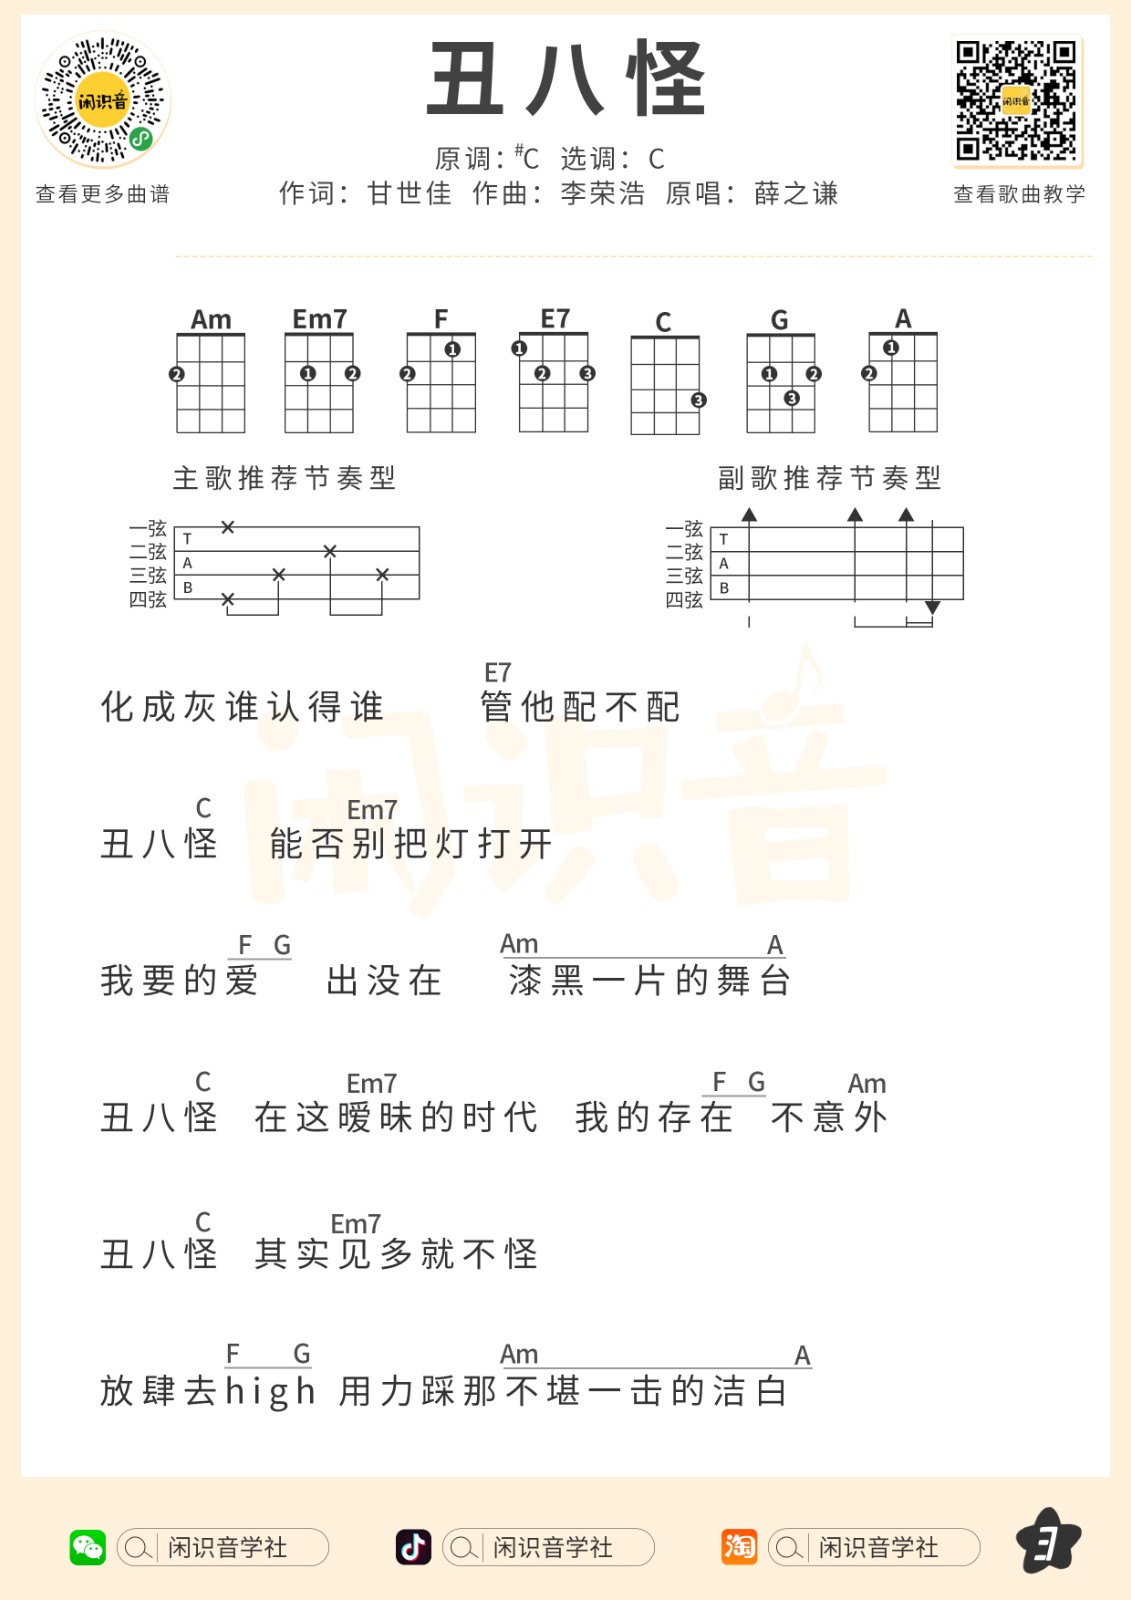 丑八怪
闲识音
闲识音
原调：#C 选调：C
查看更多曲谱
作词：甘世佳 作曲：李荣浩 原唱：薛之谦
查看歌曲教学
Am Em7 F E7 C G A
2
1 2
2 1
1 2 3
3
1 2 3
1 2
主歌推荐节奏型
副歌推荐节奏型
一弦
二弦
三弦
四弦
T
A
B
一弦
二弦
三弦
四弦
T
A
B
E7
化成灰谁认得谁 管他配不配
闲识音
C Em7
丑八怪 能否别把灯打开
F G Am A
我要的爱 出没在 漆黑一片的舞台
C Em7 F G Am
丑八怪 在这暧昧的时代 我的存在 不意外
C Em7
丑八怪 其实见多就不怪
F G Am A
放肆去high 用力踩那不堪一击的洁白
闲识音学社
闲识音学社
淘
闲识音学社
3